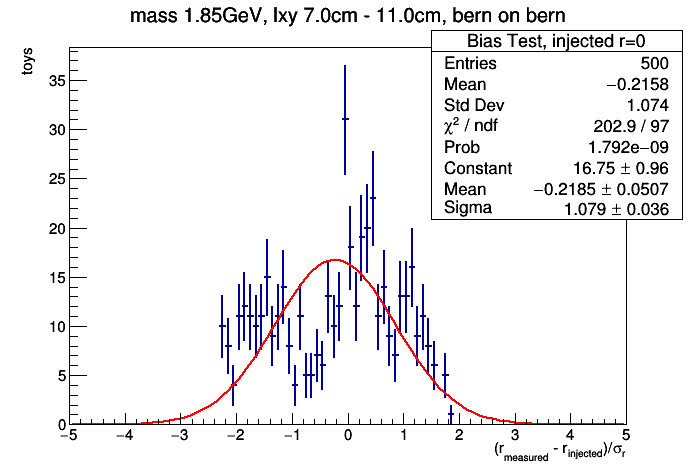 mass 1.85GeV, lxy 7.0cm - 11.0cm, bern on bern
toys
Bias Test, injected r=0
Entries 500
Mean −0.2158
Std Dev 1.074
χ² / ndf 202.9 / 97
Prob 1.792e−09
Constant 16.75 ± 0.96
Mean −0.2185 ± 0.0507
Sigma 1.079 ± 0.036
35
30
25
20
15
10
5
0
−5 −4 −3 −2 −1 0 1 2 3 4 5
(r_measured - r_injected)/σ_r